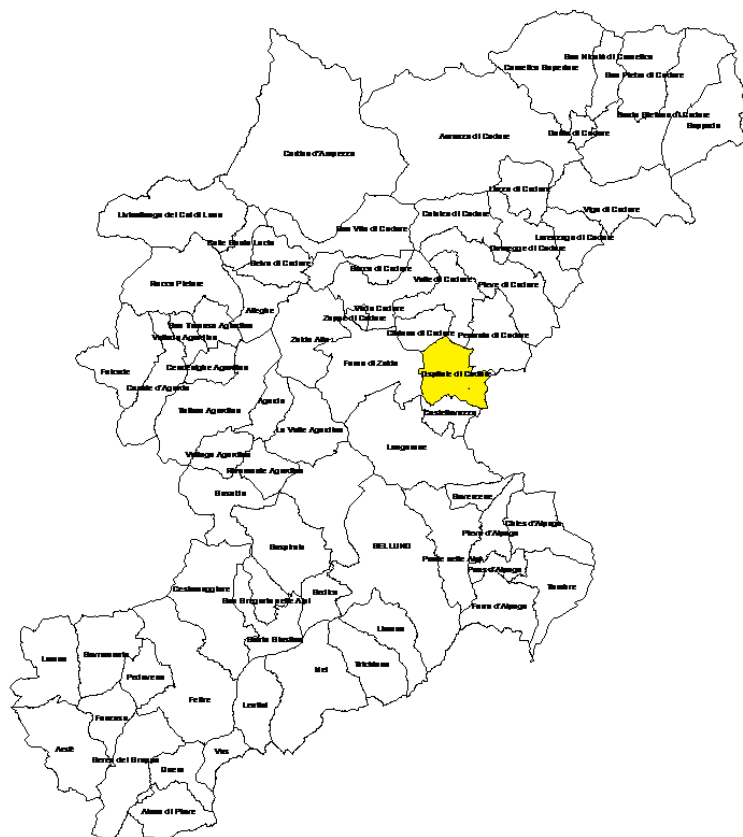 San Nicolò di Comelico
Comelico Superiore
San Pietro di Cadore
Santo Stefano di Cadore
Sappada
Danta di Cadore
Auronzo di Cadore
Cortina d'Ampezzo
Lozzo di Cadore
Vigo di Cadore
Livinallongo del Col di Lana
Calalzo di Cadore
San Vito di Cadore
Lorenzago di Cadore
Domegge di Cadore
Colle Santa Lucia
Selva di Cadore
Borca di Cadore
Valle di Cadore
Pieve di Cadore
Rocca Pietore
Alleghe
Vodo Cadore
Zoppè di Cadore
San Tomaso Agordino
Vallada Agordina
Cibiana di Cadore
Perarolo di Cadore
Zoldo Alto
Forno di Zoldo
Falcade
Cencenighe Agordino
Canale d'Agordo
Ospitale di Cadore
Taibon Agordino
Agordo
Castellavazzo
La Valle Agordina
Longarone
Voltago Agordino
Rivamonte Agordino
Gosaldo
Soverzene
Chies d'Alpago
Pieve d'Alpago
Sospirolo
BELLUNO
Ponte nelle Alpi
Puos d'Alpago
Tambre
Cesiomaggiore
Sedico
San Gregorio nelle Alpi
Farra d'Alpago
Limana
Santa Giustina
Lamon
Sovramonte
Trichiana
Mel
Pedavena
Feltre
Lentiai
Fonzaso
Arsiè
Seren del Grappa
Vas
Quero
Alano di Piave